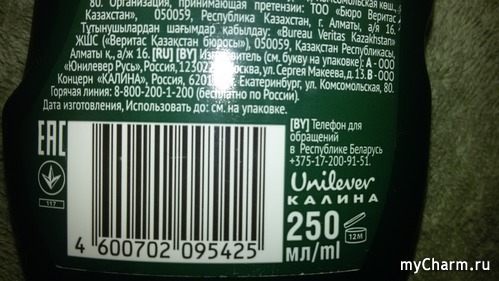 80. Организация, принимающая претензии: ТОО «Бюро Веритас
Казахстан», 050059, Республика Казахстан, г. Алматы, а/я 16.
Тұтынушылардан шағымдар қабылдау: «Bureau Veritas Kazakhstan»
ЖШС («Веритас Қазақстан бюросы»), 050059, Қазақстан Республикасы,
Алматы қ., а/ж 16. [RU] [BY] Изготовитель (см. букву на упаковке): А - ООО
«Юнилевер Русь», Россия, 123022, Москва, ул. Сергея Макеева, д.13. В - ООО
Концерн «КАЛИНА», Россия, Екатеринбург, ул. Комсомольская, 80.
Горячая линия: 8-800-200-1-200 (бесплатно по России).
Дата изготовления, Использовать до: см. на упаковке.
EAC
117
[BY] Телефон для
обращений
в Республике Беларусь
+375-17-200-91-51.
Unilever
КАЛИНА
250
мл/ml
12M
4 600702 095425
myCharm.ru